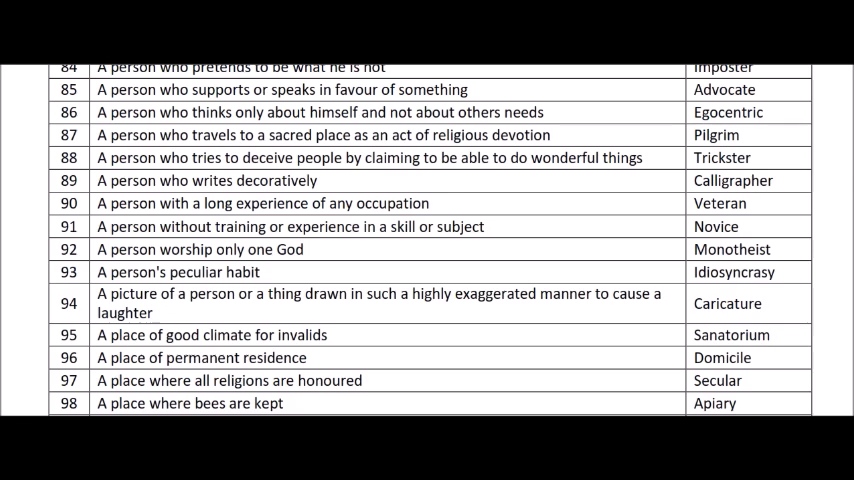 84 A person who pretends to be what he is not Imposter
85 A person who supports or speaks in favour of something Advocate
86 A person who thinks only about himself and not about others needs Egocentric
87 A person who travels to a sacred place as an act of religious devotion Pilgrim
88 A person who tries to deceive people by claiming to be able to do wonderful things Trickster
89 A person who writes decoratively Calligrapher
90 A person with a long experience of any occupation Veteran
91 A person without training or experience in a skill or subject Novice
92 A person worship only one God Monotheist
93 A person's peculiar habit Idiosyncrasy
94 A picture of a person or a thing drawn in such a highly exaggerated manner to cause a
laughter Caricature
95 A place of good climate for invalids Sanatorium
96 A place of permanent residence Domicile
97 A place where all religions are honoured Secular
98 A place where bees are kept Apiary